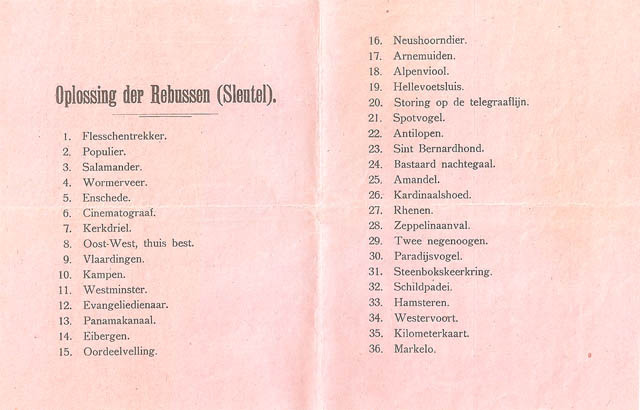 Oplossing der Rebussen (Sleutel).
1. Flesschentrekker.
2. Populier.
3. Salamander.
4. Wormerveer.
5. Enschede.
6. Cinematograaf.
7. Kerkdriel.
8. Oost-West, thuis best.
9. Vlaardingen.
10. Kampen.
11. Westminster.
12. Evangeliedienaar.
13. Panamakanaal.
14. Eibergen.
15. Oordeelvelling.
16. Neushoorndier.
17. Arnemuiden.
18. Alpenviool.
19. Hellevoetsluis.
20. Storing op de telegraaflijn.
21. Spotvogel.
22. Antilopen.
23. Sint Bernardhond.
24. Bastaard nachtegaal.
25. Amandel.
26. Kardinaalshoed.
27. Rhenen.
28. Zeppelinaanval.
29. Twee negenoogen.
30. Paradijsvogel.
31. Steenbokskeerkring.
32. Schildpadei.
33. Hamsteren.
34. Westervoort.
35. Kilometerkaart.
36. Markelo.